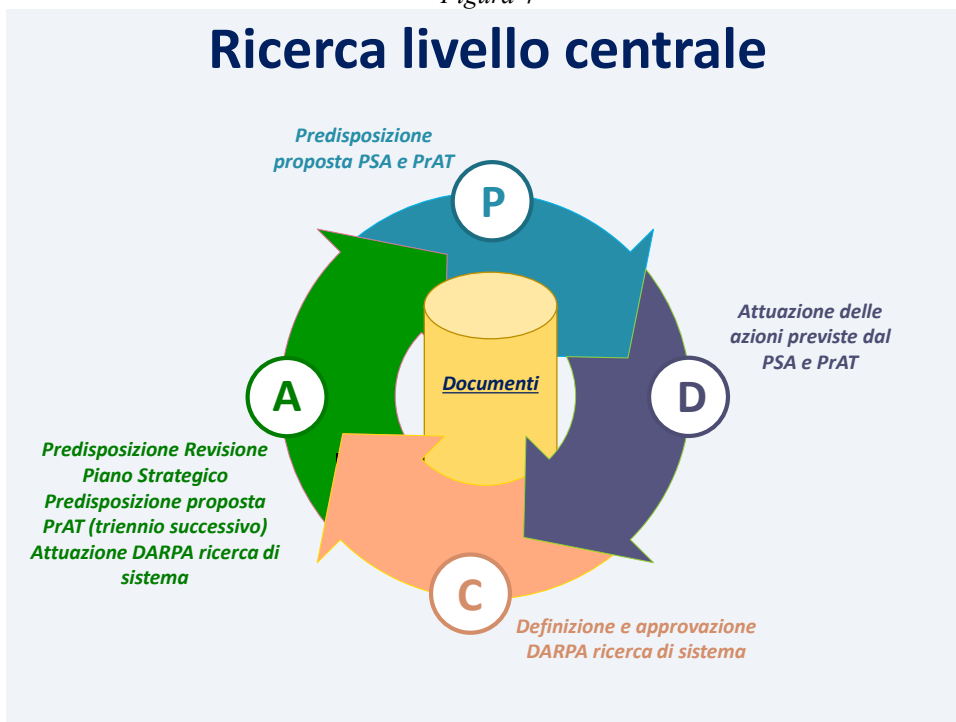 Ricerca livello centrale
Predisposizione
proposta PSA e PrAT
P
Attuazione delle
azioni previste dal
PSA e PrAT
D
Documenti
A
Predisposizione Revisione
Piano Strategico
Predisposizione proposta
PrAT (triennio successivo)
Attuazione DARPA ricerca di
sistema
C
Definizione e approvazione
DARPA ricerca di sistema